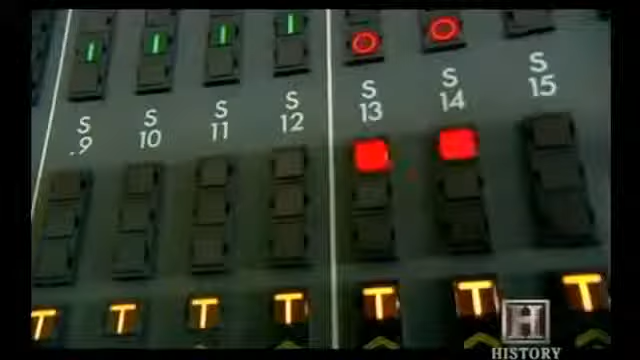 S S S S S S S
.9 10 11 12 13 14 15
T T T T T T T
H
HISTORY